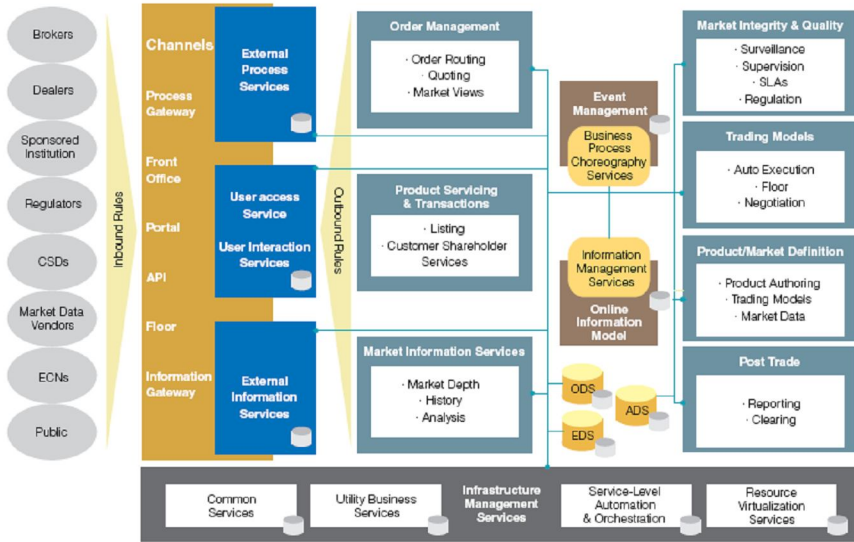 Brokers
Dealers
Sponsored
Institution
Regulators
CSDs
Market Data
Vendors
ECNs
Public
Inbound Rules
Channels
Process
Gateway
Front
Office
Portal
API
Floor
Information
Gateway
External
Process
Services
User access
Service
User Interaction
Services
External
Information
Services
Outbound Rules
Order Management
· Order Routing
· Quoting
· Market Views
Product Servicing
& Transactions
· Listing
· Customer Shareholder
Services
Market Information Services
· Market Depth
· History
· Analysis
Event
Management
Business
Process
Choreography
Services
Information
Management
Services
Online
Information
Model
ODS
ADS
EDS
Market Integrity & Quality
· Surveillance
· Supervision
· SLAs
· Regulation
Trading Models
· Auto Execution
· Floor
· Negotiation
Product/Market Definition
· Product Authoring
· Trading Models
· Market Data
Post Trade
· Reporting
· Clearing
Common
Services
Utility Business
Services
Infrastructure
Management
Services
Service-Level
Automation
& Orchestration
Resource
Virtualization
Services